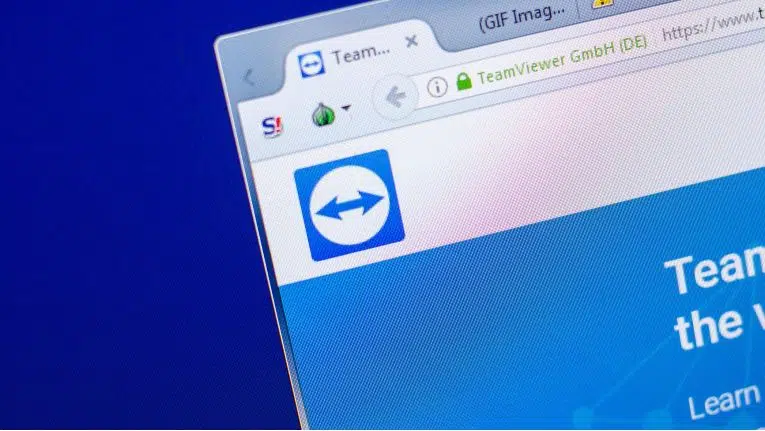 Team...
(GIF Imag...
TeamViewer GmbH (DE)
https://www.t
S!
Team
the v
Learn